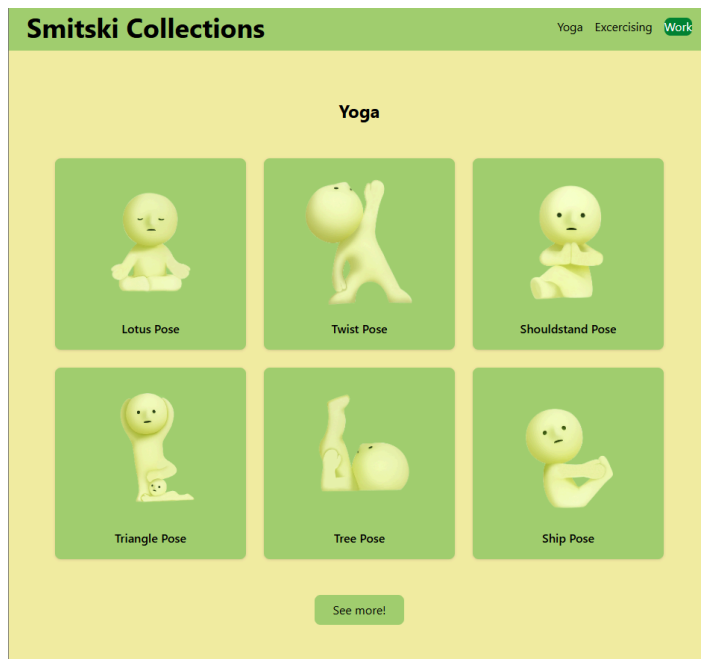 Smitski Collections
Yoga Excercising Work
Yoga
Lotus Pose Twist Pose Shouldstand Pose
Triangle Pose Tree Pose Ship Pose
See more!